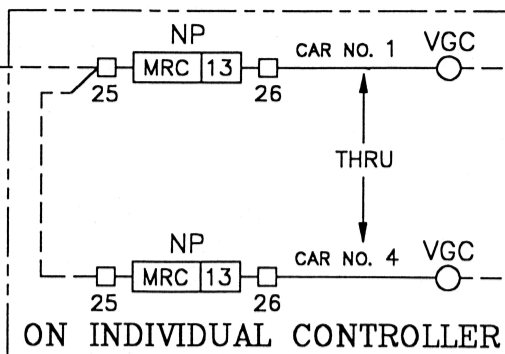 NP
MRC 13
CAR NO. 1
VGC
25
26
THRU
NP
MRC 13
CAR NO. 4
VGC
25
26
ON INDIVIDUAL CONTROLLER